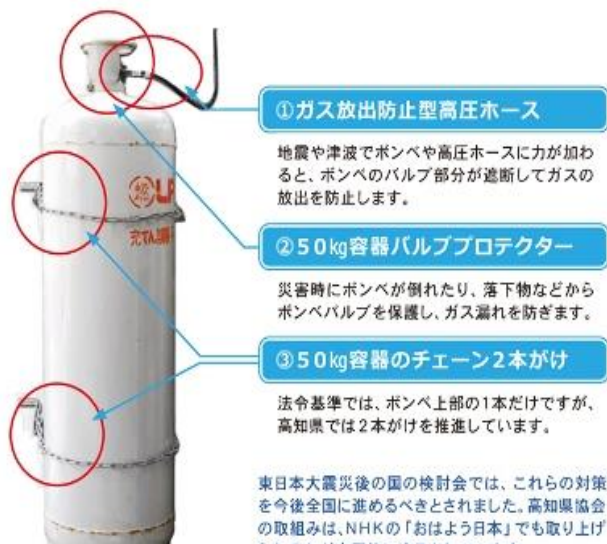 ①ガス放出防止型高圧ホース
地震や津波でボンベや高圧ホースに力が加わ
ると、ボンベのバルブ部分が遮断してガスの
放出を防止します。
②50kg容器バルブプロテクター
災害時にボンベが倒れたり、落下物などから
ボンベバルブを保護し、ガス漏れを防ぎます。
③50kg容器のチェーン2本がけ
法令基準では、ボンベ上部の1本だけですが、
高知県では2本がけを推進しています。
東日本大震災後の国の検討会では、これらの対策
を今後全国に進めるべきとされました。高知県協会
の取組みは、NHKの「おはよう日本」でも取り上げ
LP
充てん